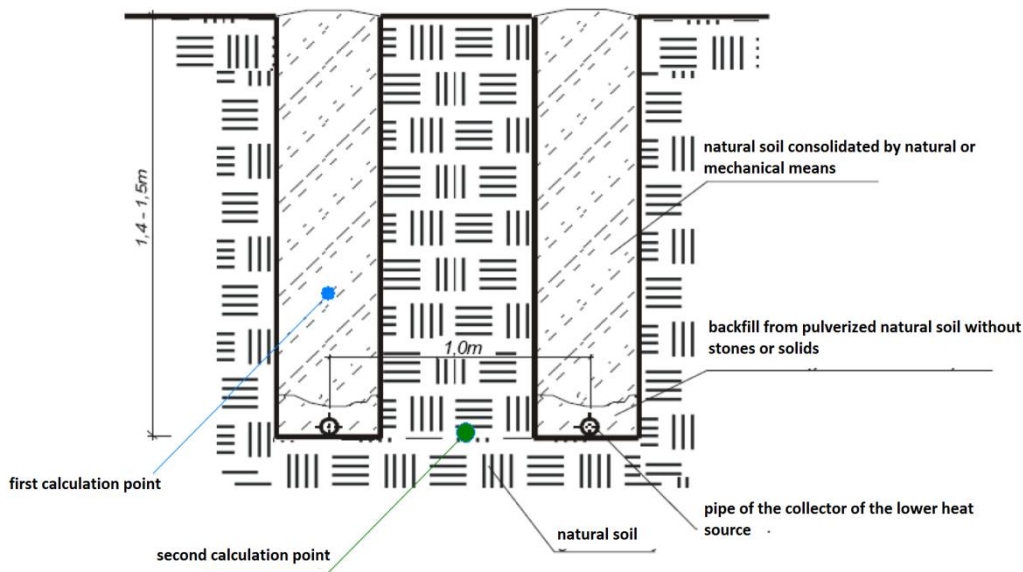 natural soil consolidated by natural or
mechanical means
1,4 - 1,5m
backfill from pulverized natural soil without
stones or solids
1,0m
first calculation point
pipe of the collector of the lower heat
source
natural soil
second calculation point